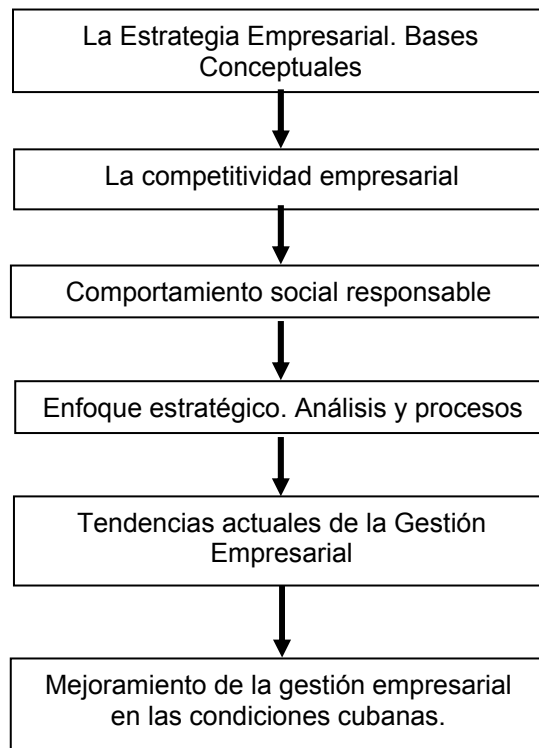 La Estrategia Empresarial. Bases
Conceptuales
La competitividad empresarial
Comportamiento social responsable
Enfoque estratégico. Análisis y procesos
Tendencias actuales de la Gestión
Empresarial
Mejoramiento de la gestión empresarial
en las condiciones cubanas.